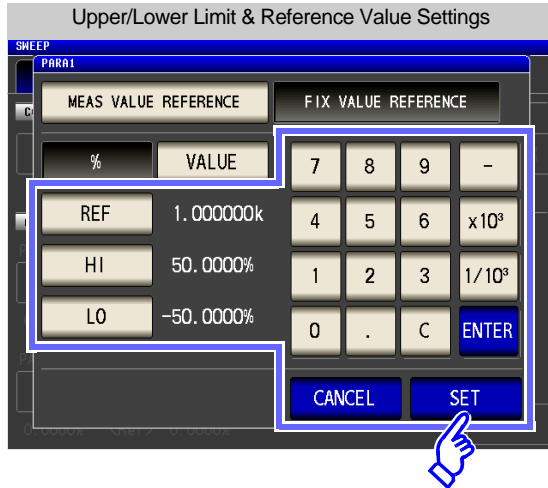 Upper/Lower Limit & Reference Value Settings
SWEEP
PARA1
MEAS VALUE REFERENCE
FIX VALUE REFERENCE
%
VALUE
7
8
9
-
REF
1.000000k
4
5
6
x10³
HI
50.0000%
1
2
3
1/10³
LO
-50.0000%
0
.
C
ENTER
CANCEL
SET